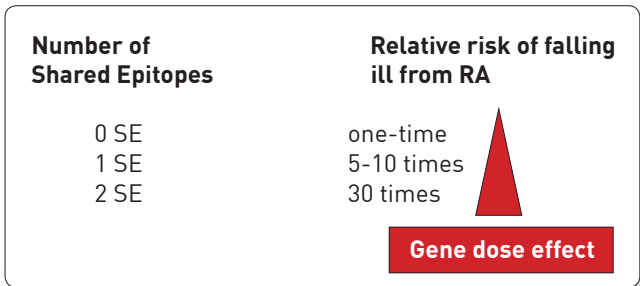 Number of
Shared Epitopes
Relative risk of falling
ill from RA
0 SE one-time
1 SE 5-10 times
2 SE 30 times
Gene dose effect